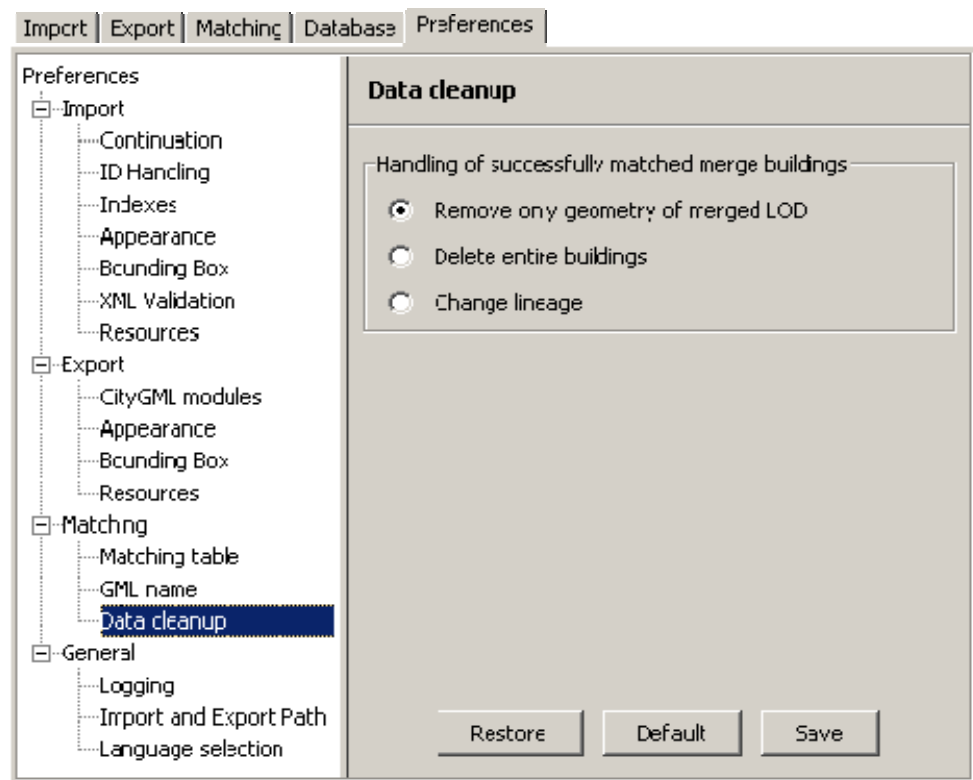 Import Export Matching Database Preferences
Preferences
Import
Continuation
ID Handling
Indexes
Appearance
Bounding Box
XML Validation
Resources
Export
CityGML modules
Appearance
Bounding Box
Resources
Matching
Matching table
GML name
Data cleanup
General
Logging
Import and Export Path
Language selection
Data cleanup
Handling of successfully matched merge buildings
Remove only geometry of merged LOD
Delete entire buildings
Change lineage
Restore Default Save